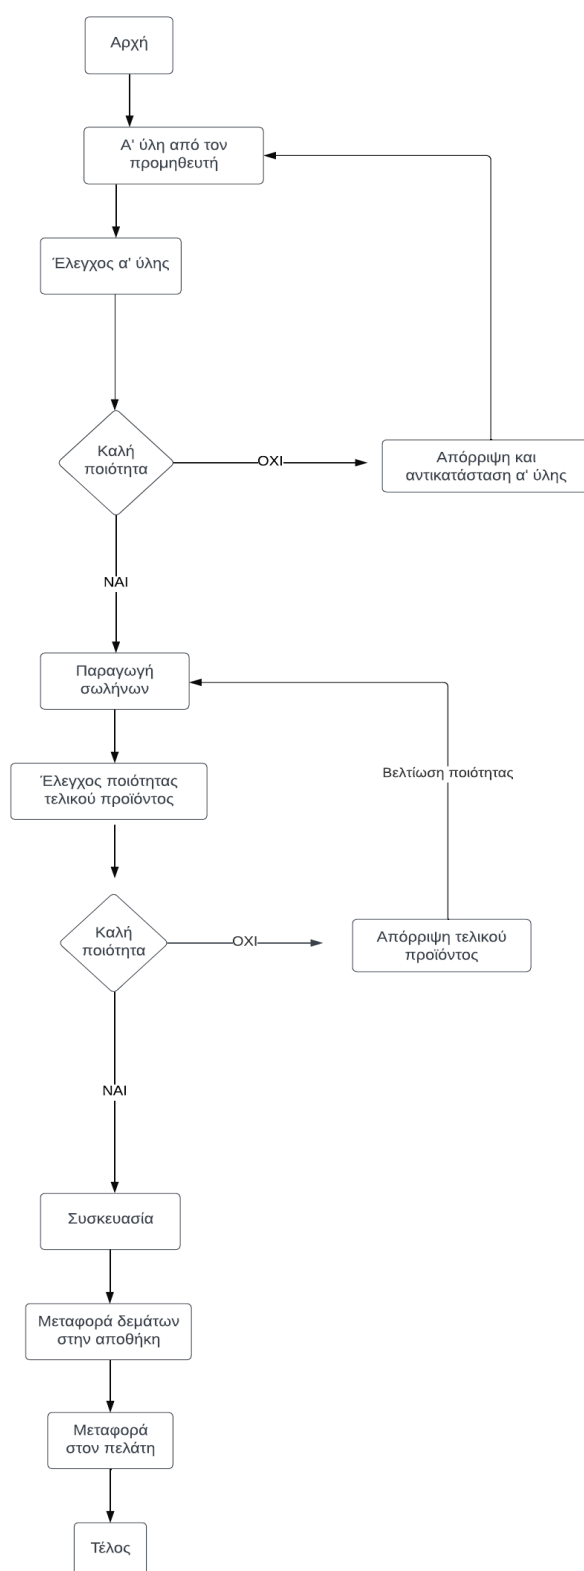 Αρχή
Α' ύλη από τον
προμηθευτή
Έλεγχος α' ύλης
Καλή
ποιότητα
ΟΧΙ
Απόρριψη και
αντικατάσταση α' ύλης
ΝΑΙ
Παραγωγή
σωλήνων
Βελτίωση ποιότητας
Έλεγχος ποιότητας
τελικού προϊόντος
Καλή
ποιότητα
ΟΧΙ
Απόρριψη τελικού
προϊόντος
ΝΑΙ
Συσκευασία
Μεταφορά δεμάτων
στην αποθήκη
Μεταφορά
στον πελάτη
Τέλος